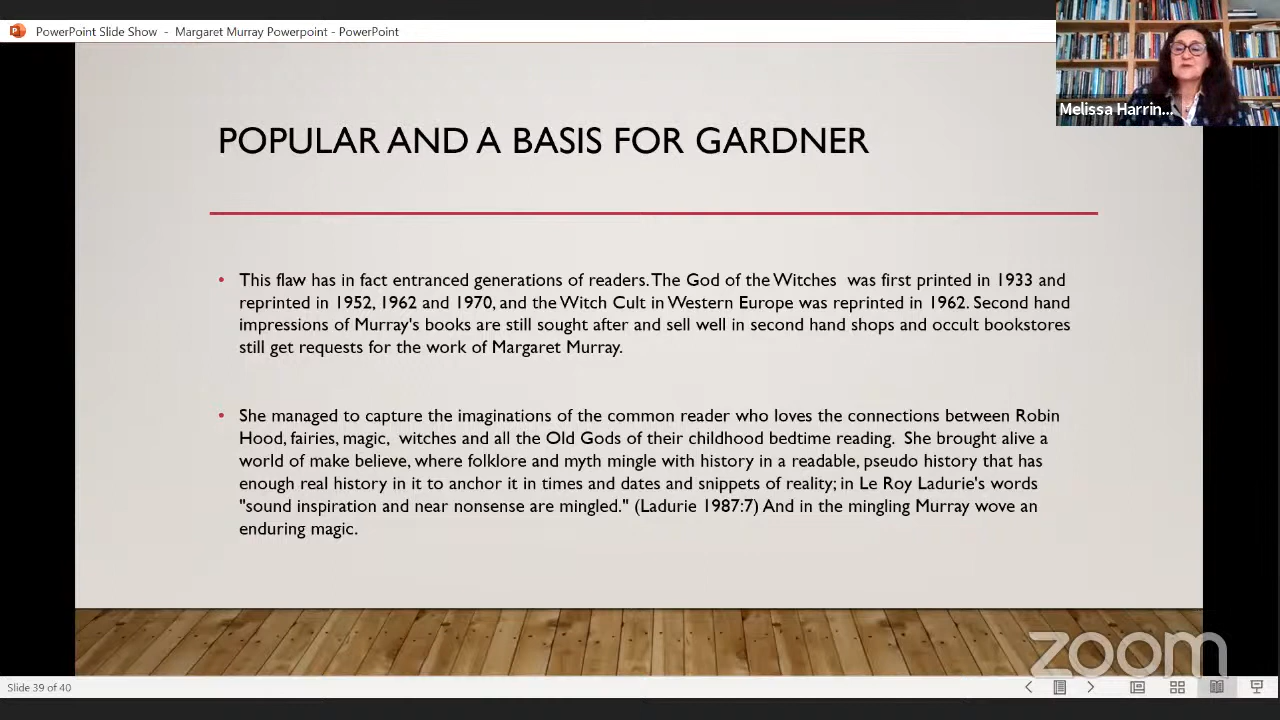 PowerPoint Slide Show - Margaret Murray Powerpoint - PowerPoint
Melissa Harrin...
POPULAR AND A BASIS FOR GARDNER
• This flaw has in fact entranced generations of readers. The God of the Witches was first printed in 1933 and
reprinted in 1952, 1962 and 1970, and the Witch Cult in Western Europe was reprinted in 1962. Second hand
impressions of Murray's books are still sought after and sell well in second hand shops and occult bookstores
still get requests for the work of Margaret Murray.
• She managed to capture the imaginations of the common reader who loves the connections between Robin
Hood, fairies, magic, witches and all the Old Gods of their childhood bedtime reading. She brought alive a
world of make believe, where folklore and myth mingle with history in a readable, pseudo history that has
enough real history in it to anchor it in times and dates and snippets of reality; in Le Roy Ladurie's words
"sound inspiration and near nonsense are mingled." (Ladurie 1987:7) And in the mingling Murray wove an
enduring magic.
zoom
Slide 39 of 40